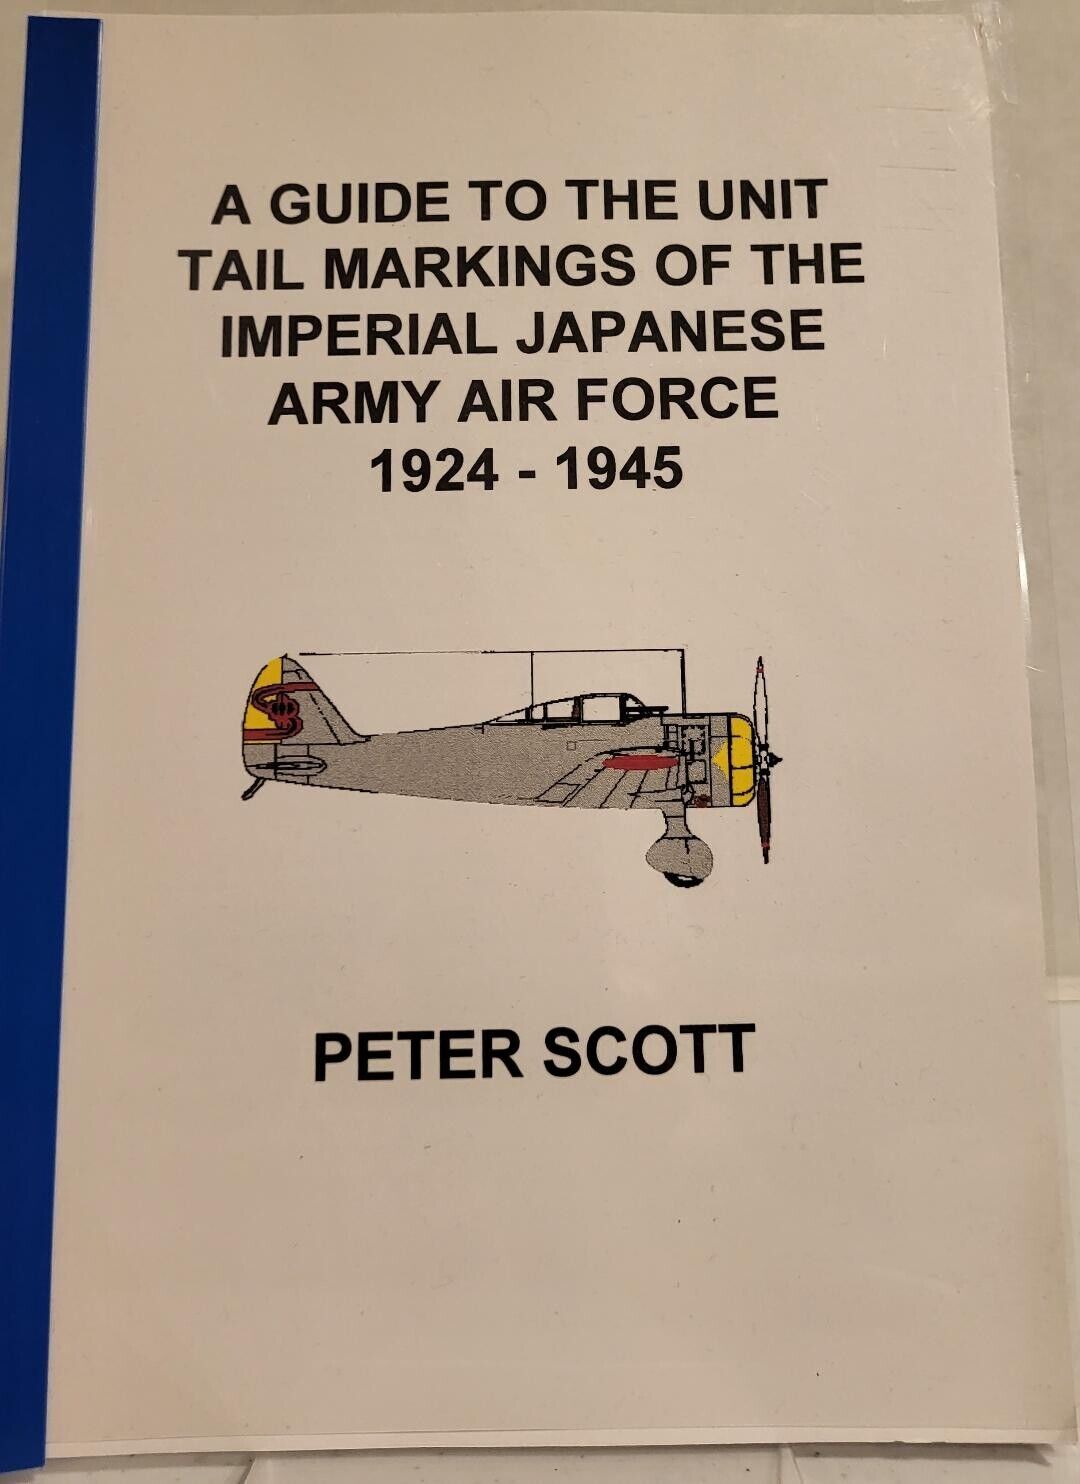 A GUIDE TO THE UNIT
TAIL MARKINGS OF THE
IMPERIAL JAPANESE
ARMY AIR FORCE
1924 - 1945
PETER SCOTT